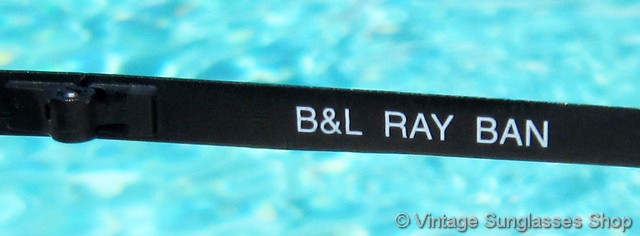 B&L RAY BAN
© Vintage Sunglasses Shop